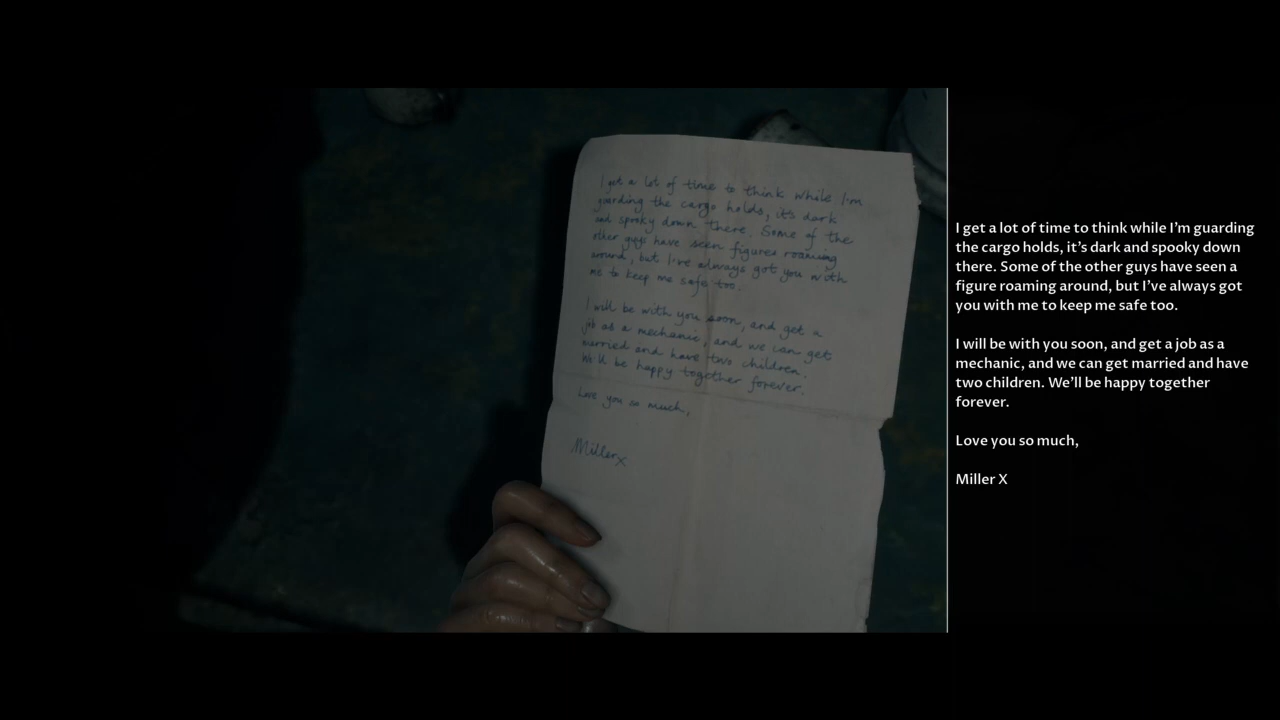 I get a lot of time to think while I'm
guarding the cargo holds, it's dark
and spooky down there. Some of the
other guys have seen figures roaming
around, but I've always got you with
me to keep me safe too.
I will be with you soon, and get a
job as a mechanic, and we can get
married and have two children.
We'll be happy together forever.
Love you so much,
Miller X
I get a lot of time to think while I'm guarding
the cargo holds, it's dark and spooky down
there. Some of the other guys have seen a
figure roaming around, but I've always got
you with me to keep me safe too.
I will be with you soon, and get a job as a
mechanic, and we can get married and have
two children. We'll be happy together
forever.
Love you so much,
Miller X